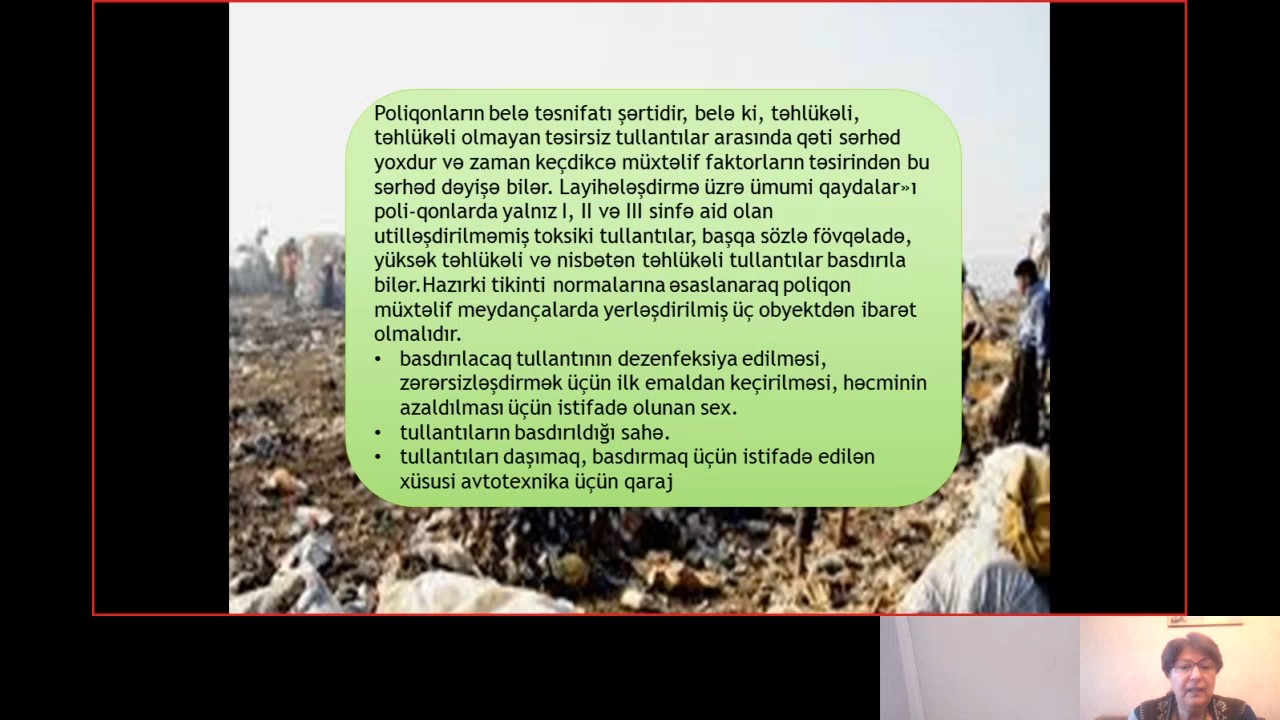 Poliqonların belə təsnifatı şərtidir, belə ki, təhlükəli,
təhlükəli olmayan təsirsiz tullantılar arasında qəti sərhəd
yoxdur və zaman keçdikcə müxtəlif faktorların təsirindən bu
sərhəd dəyişə bilər. Layihələşdirmə üzrə ümumi qaydalar»ı
poli-qonlarda yalnız I, II və III sinfə aid olan
utilləşdirilməmiş toksiki tullantılar, başqa sözlə fövqəladə,
yüksək təhlükəli və nisbətən təhlükəli tullantılar basdırıla
bilər.Hazırki tikinti normalarına əsaslanaraq poliqon
müxtəlif meydançalarda yerləşdirilmiş üç obyektdən ibarət
olmalıdır.
• basdırılacaq tullantının dezenfeksiya edilməsi,
zərərsizləşdirmək üçün ilk emaldan keçirilməsi, həcminin
azaldılması üçün istifadə olunan sex.
• tullantıların basdırıldığı sahə.
• tullantıları daşımaq, basdırmaq üçün istifadə edilən
xüsusi avtotexnika üçün qaraj